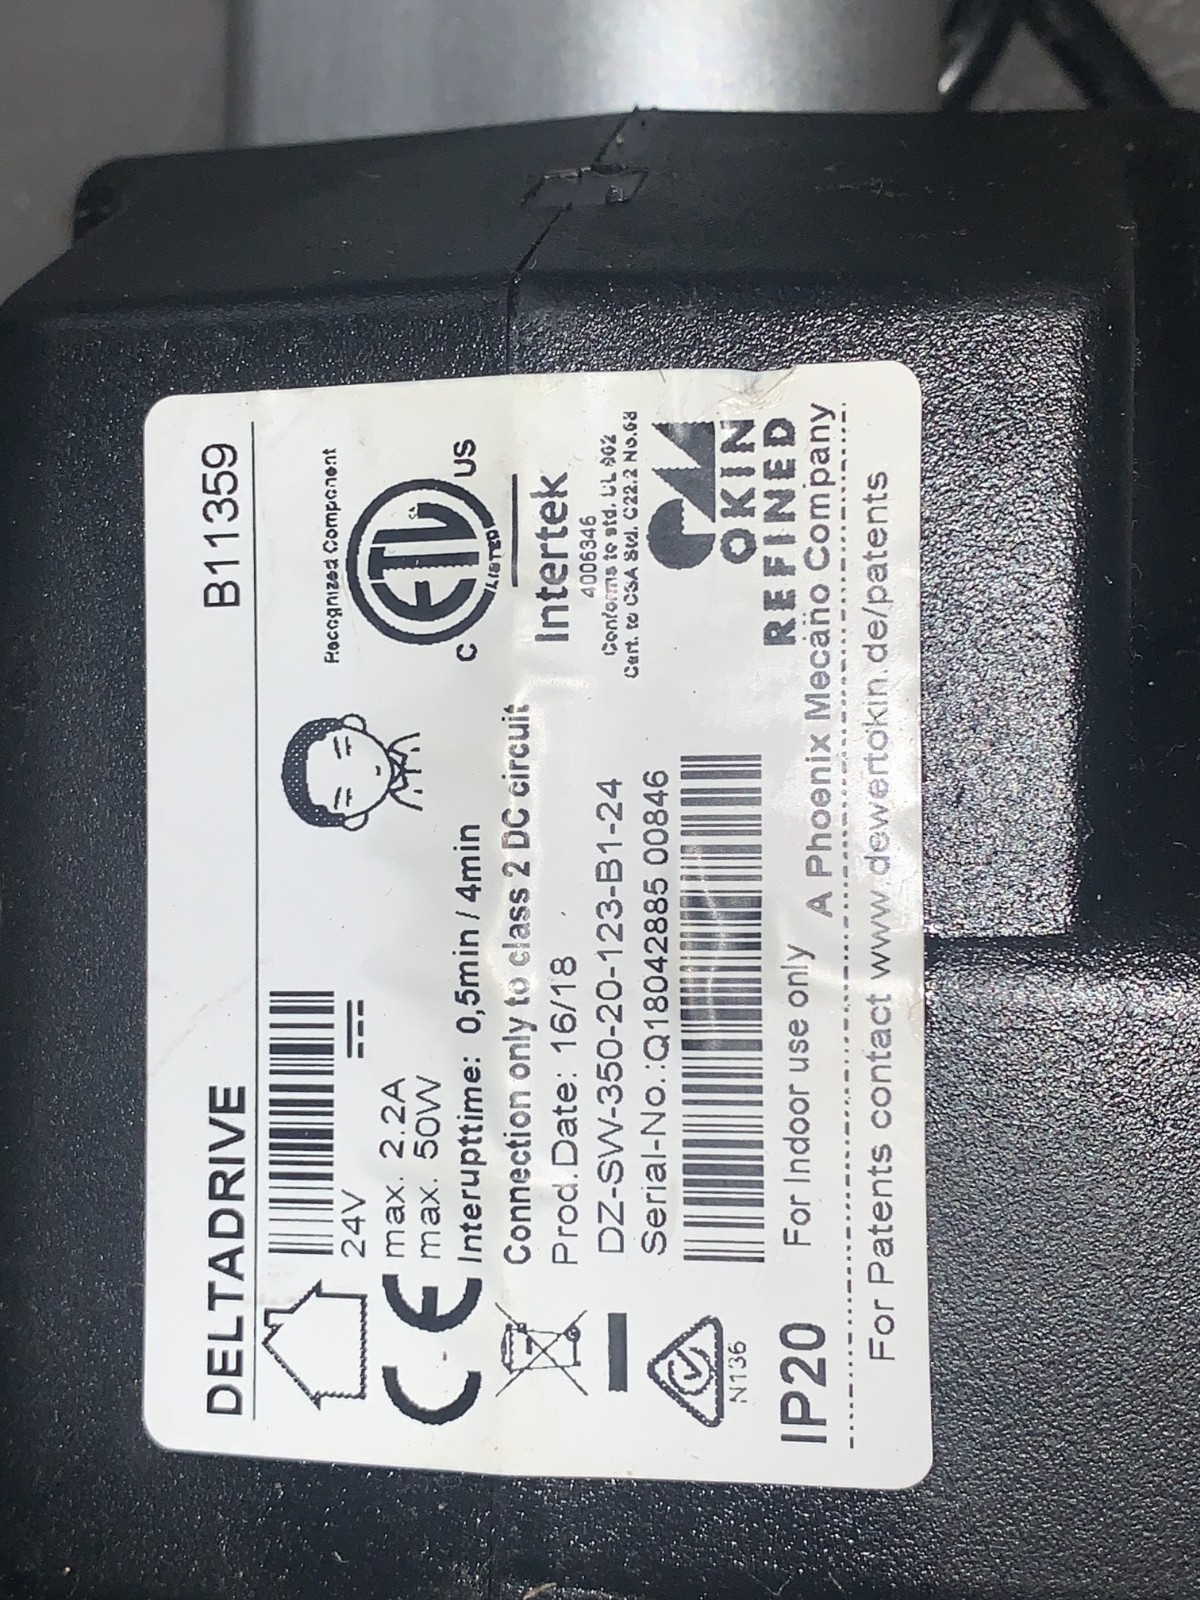 DELTADRIVE B11359
24V
max. 2.2A
max. 50W
Interupttime: 0,5min / 4min
Connection only to class 2 DC circuit
Prod.Date: 16/18
DZ-SW-350-20-123-B1-24
Serial-No.:Q18042885 00846
Recognized Component
ETL
CM
LISTED
C US
Intertek
4006346
Conforms to std. UL 962
Cert. to CSA Std. C22.2 No.68
OKIN
REFINED
CE
N136
IP20 For Indoor use only A Phoenix Mecano Company
For Patents contact www.dewertokin.de/patents